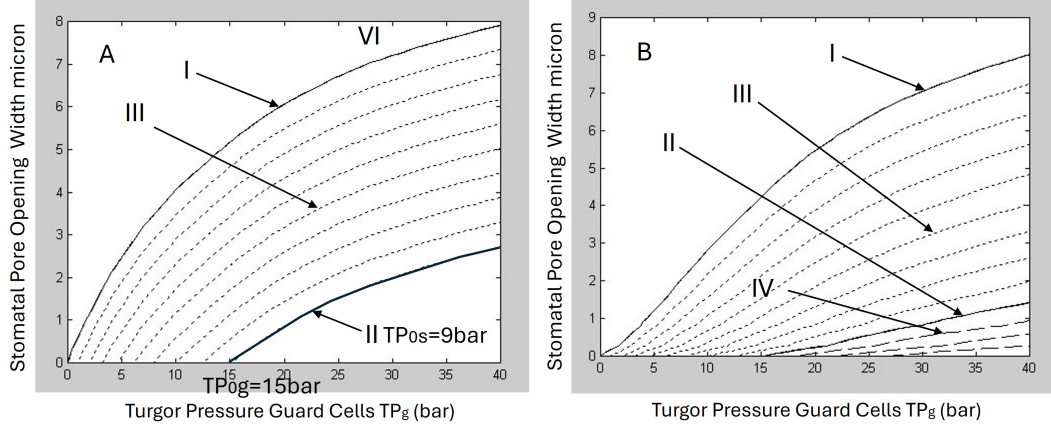 Stomatal Pore Opening Width micron
8
7
6
5
4
3
2
1
0
A
VI
I
III
II TP0s=9bar
0
5
10
15
20
25
30
35
40
TP0g=15bar
Turgor Pressure Guard Cells TPg (bar)
Stomatal Pore Opening Width micron
9
8
7
6
5
4
3
2
1
0
B
I
III
II
IV
0
5
10
15
20
25
30
35
40
Turgor Pressure Guard Cells TPg (bar)